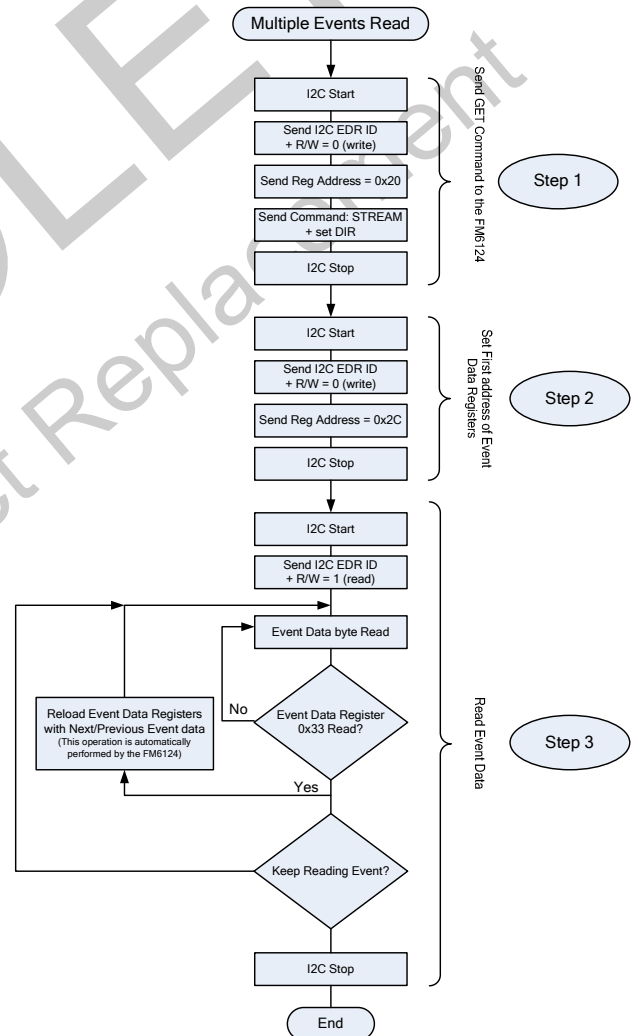 Multiple Events Read
I2C Start
Send I2C EDR ID
+ R/W = 0 (write)
Send Reg Address = 0x20
Send Command: STREAM
+ set DIR
I2C Stop
Send GET Command to the FM6124
Step 1
I2C Start
Send I2C EDR ID
+ R/W = 0 (write)
Send Reg Address = 0x2C
I2C Stop
Set First address of Event
Data Registers
Step 2
I2C Start
Send I2C EDR ID
+ R/W = 1 (read)
Event Data byte Read
Event Data Register
0x33 Read?
No
Yes
Reload Event Data Registers
with Next/Previous Event data
(This operation is automatically
performed by the FM6124)
Keep Reading Event?
I2C Stop
End
Read Event Data
Step 3
Replacement